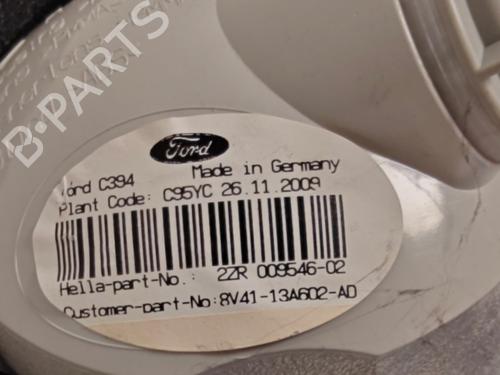 Ford
Ford C394 Made in Germany
Plant Code: C95YC 26.11.2009
Hella-part-No.: 2ZR 009546-02
Customer-part-No:8V41-13A602-AD
B-PARTS